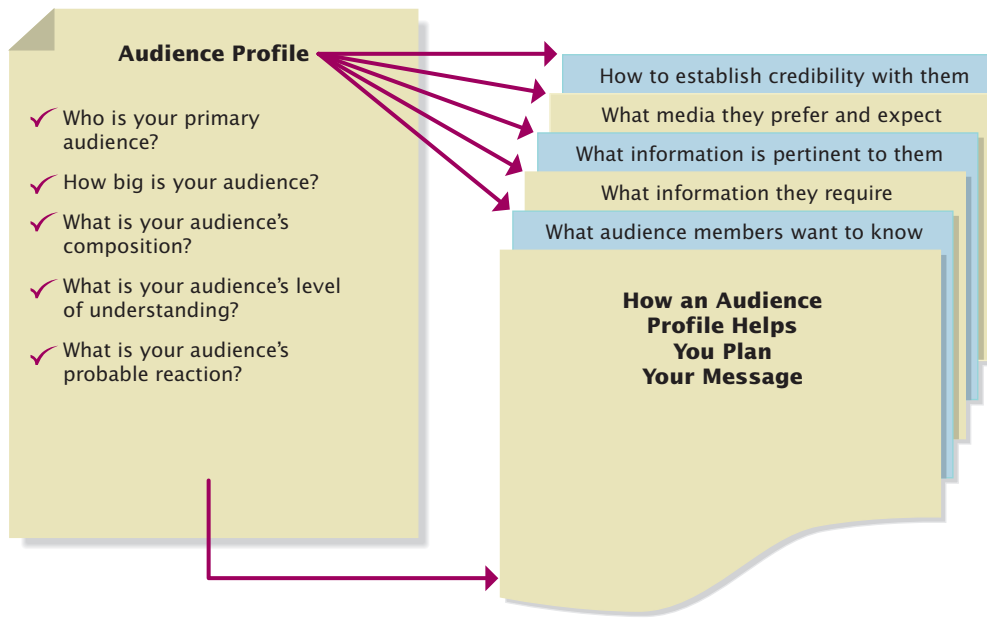 Audience Profile
Who is your primary
audience?
How big is your audience?
What is your audience’s
composition?
What is your audience’s level
of understanding?
What is your audience’s
probable reaction?
How to establish credibility with them
What media they prefer and expect
What information is pertinent to them
What information they require
What audience members want to know
How an Audience
Profile Helps
You Plan
Your Message